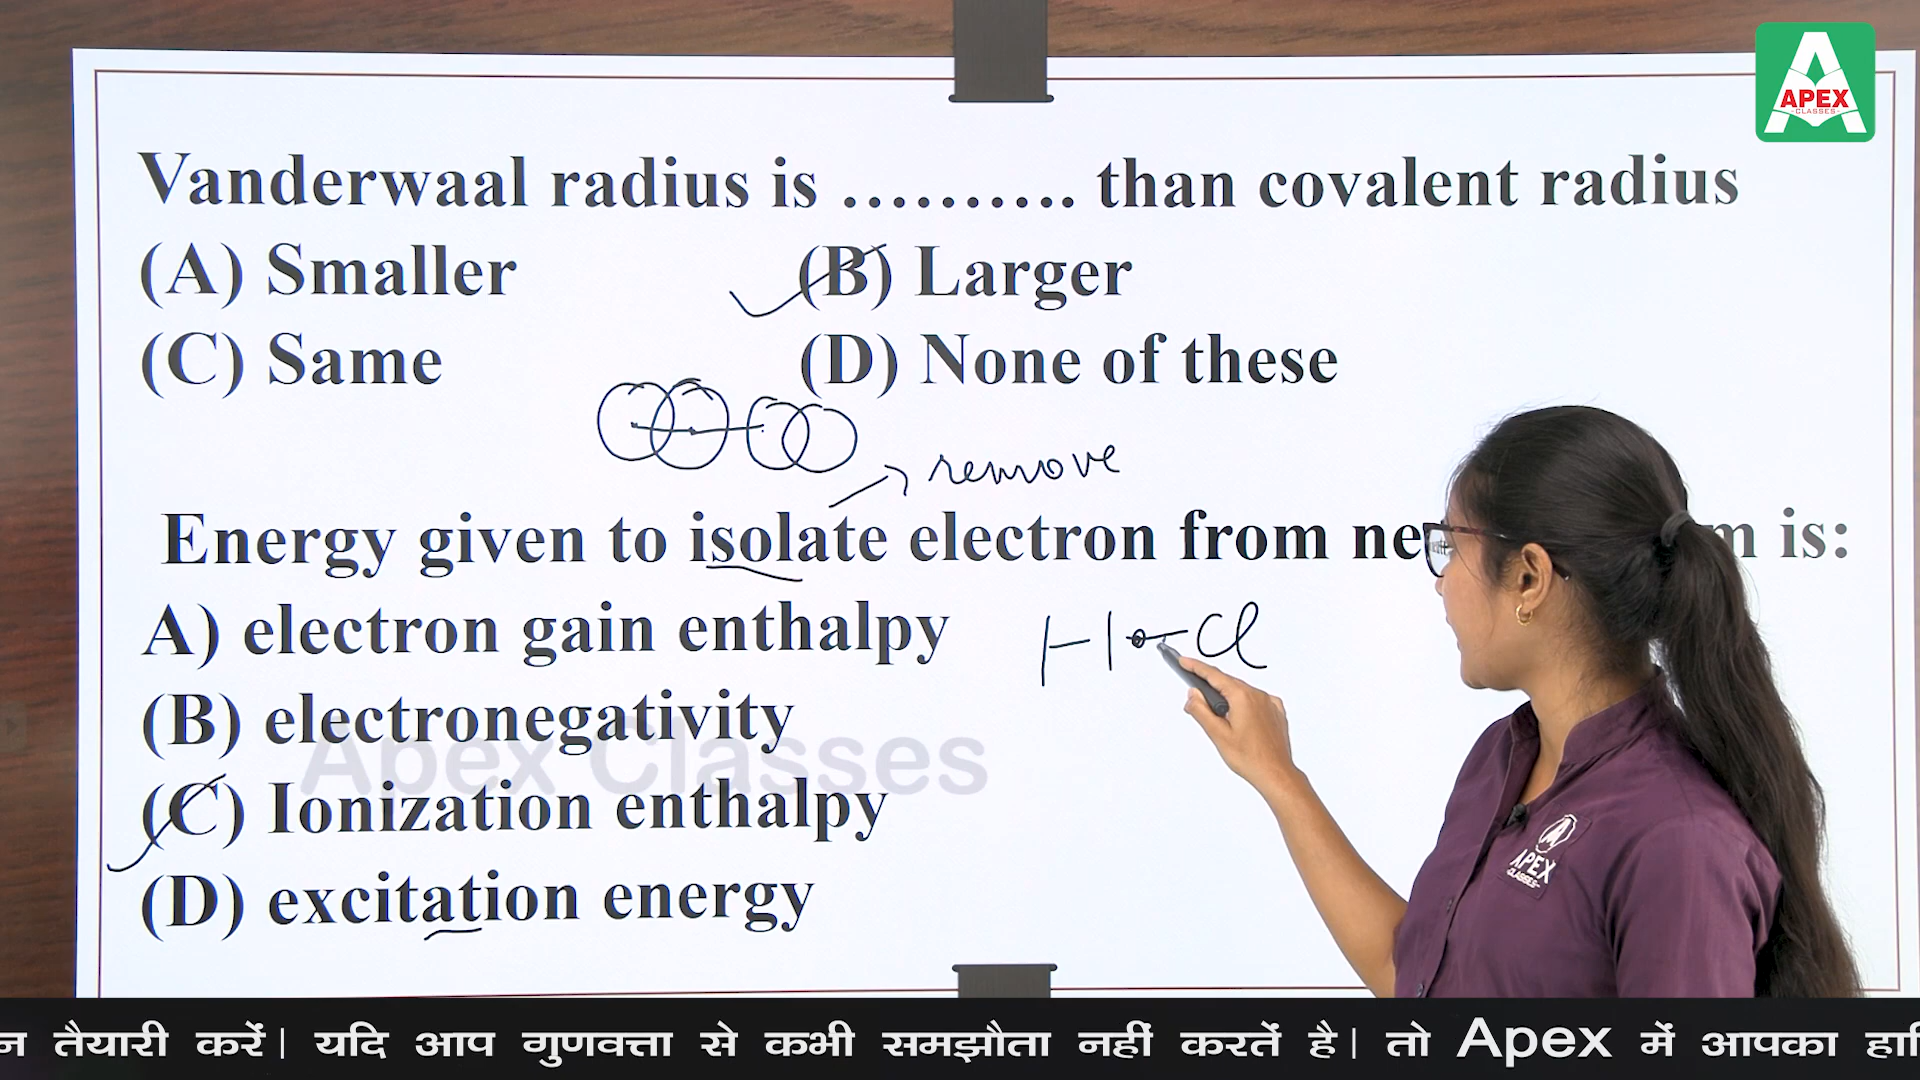 APEX
CLASSES
Vanderwaal radius is .......... than covalent radius
(A) Smaller (B) Larger
(C) Same (D) None of these
remove
Energy given to isolate electron from ne m is:
A) electron gain enthalpy
H Cl
(B) electronegativity
Apex Classes
(C) Ionization enthalpy
(D) excitation energy
APEX
CLASSES
न तैयारी करें| यदि आप गुणवत्ता से कभी समझौता नहीं करतें है| तो Apex में आपका हा